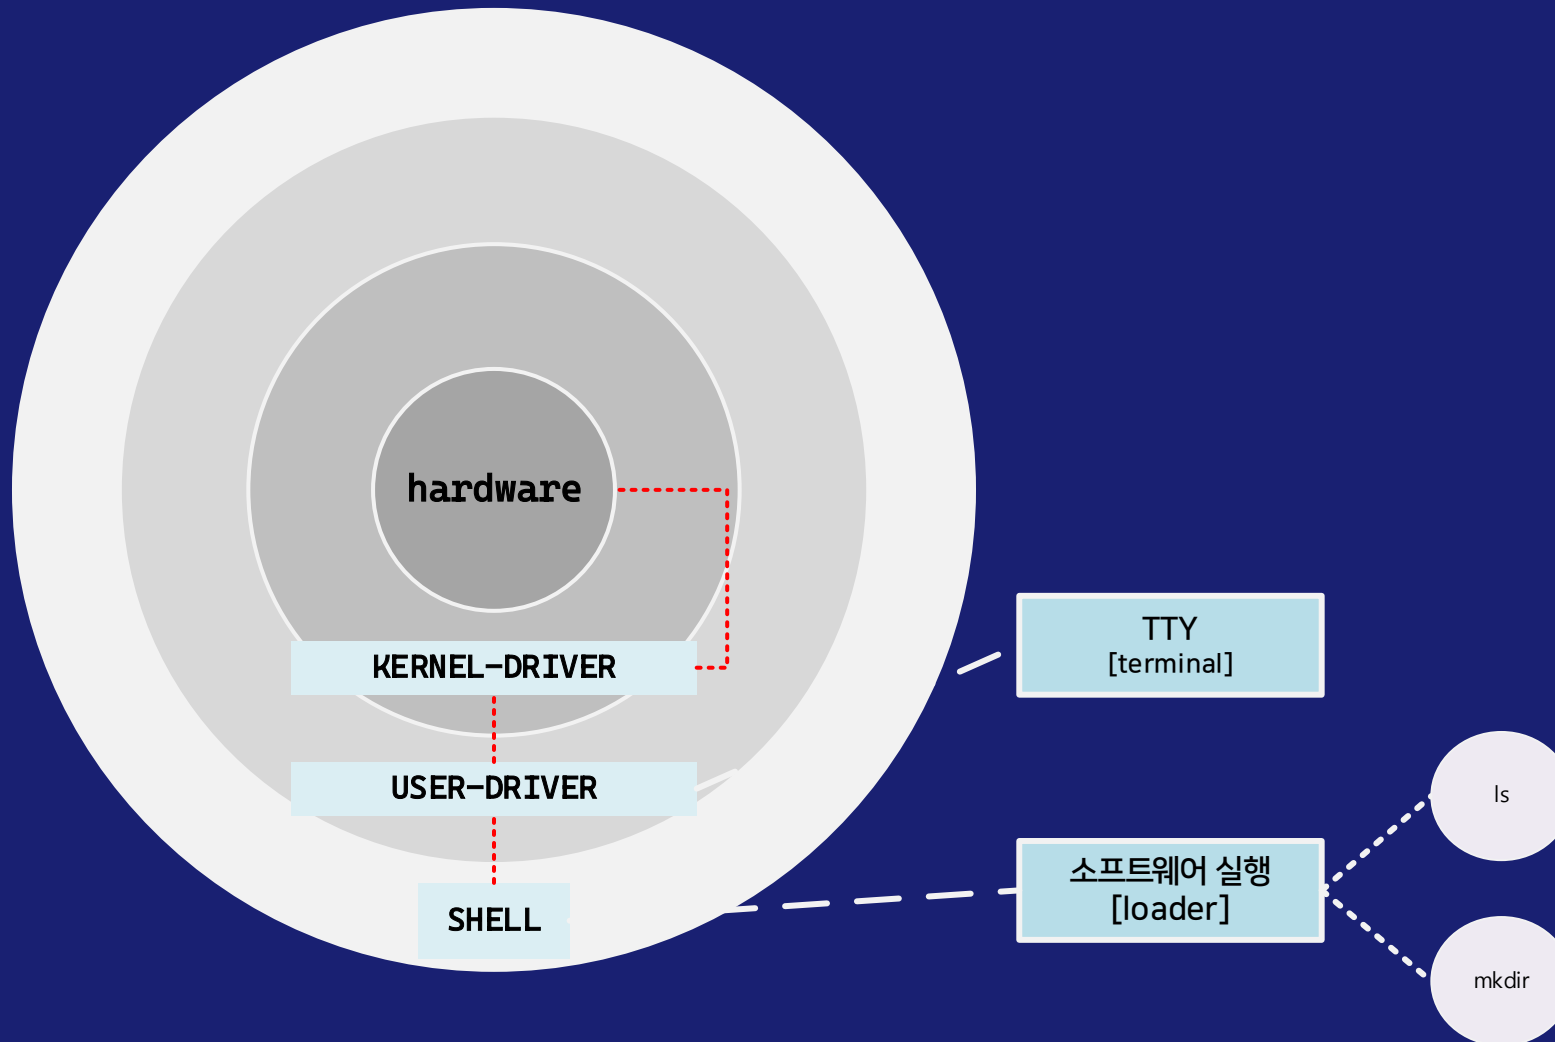 hardware
KERNEL-DRIVER
USER-DRIVER
SHELL
TTY
[terminal]
소프트웨어 실행
[loader]
ls
mkdir